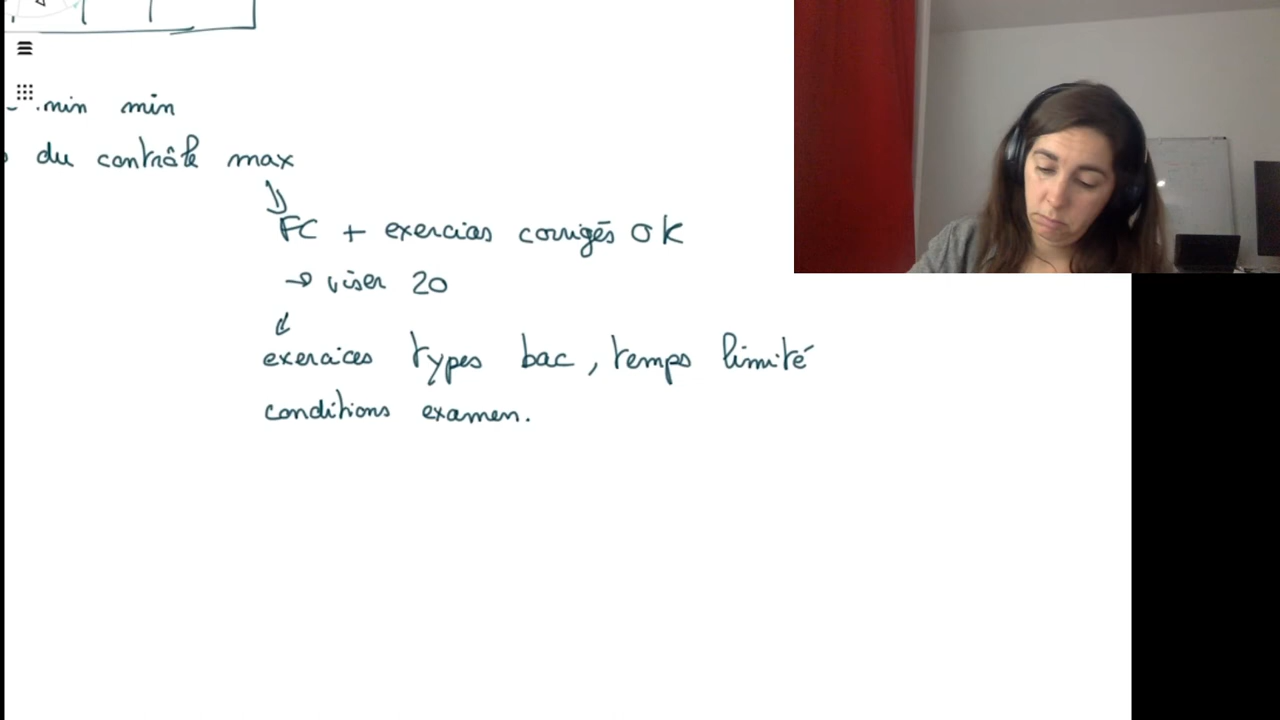 min min
du contrôle max
FC + exercices corrigés OK
→ viser 20
exercices types bac, temps limité
conditions examen.